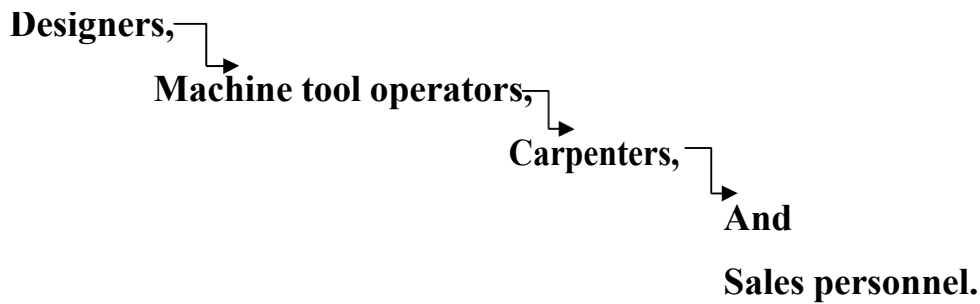 Designers,
Machine tool operators,
Carpenters,
And
Sales personnel.